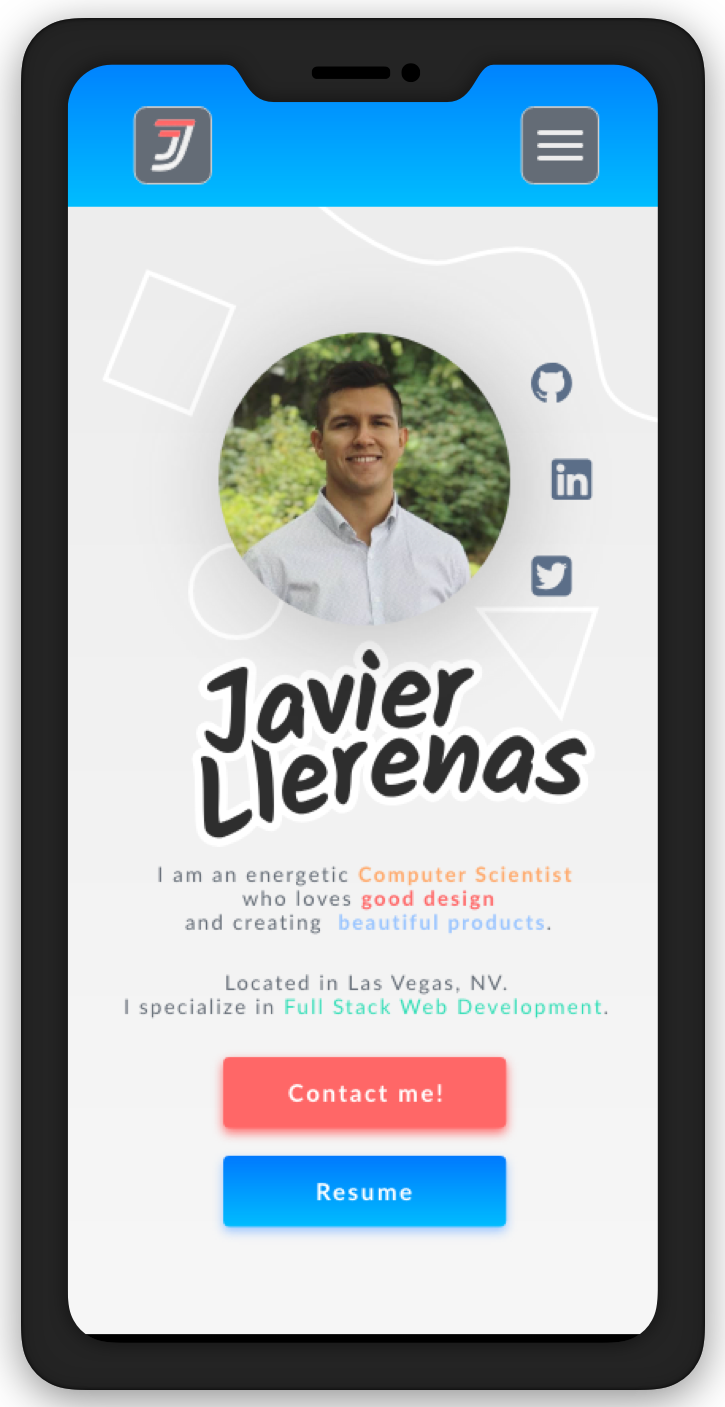 in
Javier
Llerenas
I am an energetic Computer Scientist
who loves good design
and creating beautiful products.
Located in Las Vegas, NV.
I specialize in Full Stack Web Development.
Contact me!
Resume